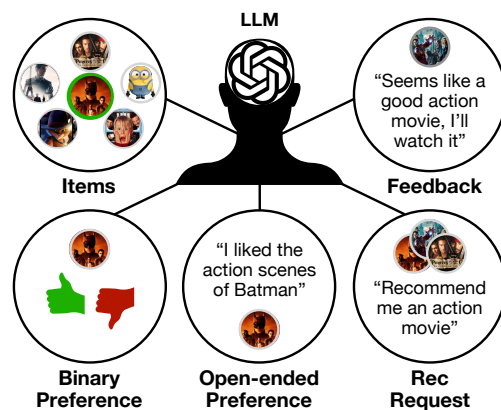 LLM
Items
“Seems like a
good action
movie, I’ll
watch it”
Feedback
Binary
Preference
“I liked the
action scenes
of Batman”
Open-ended
Preference
“Recommend
me an action
movie”
Rec
Request